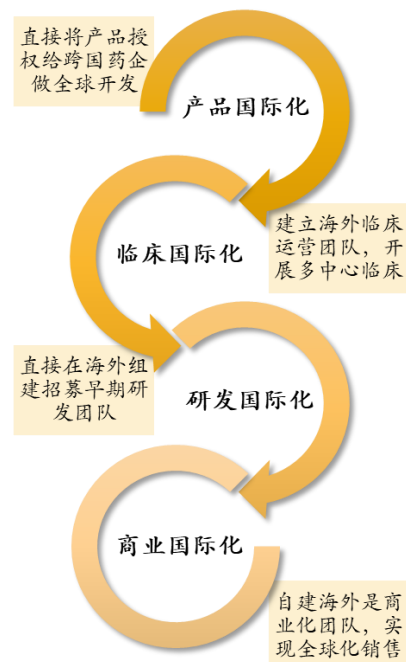 直接将产品授
权给跨国药企
做全球开发
产品国际化
建立海外临床
运营团队，开
展多中心临床
临床国际化
直接在海外组
建招募早期研
发团队
研发国际化
商业国际化
自建海外是商
业化团队，实
现全球化销售